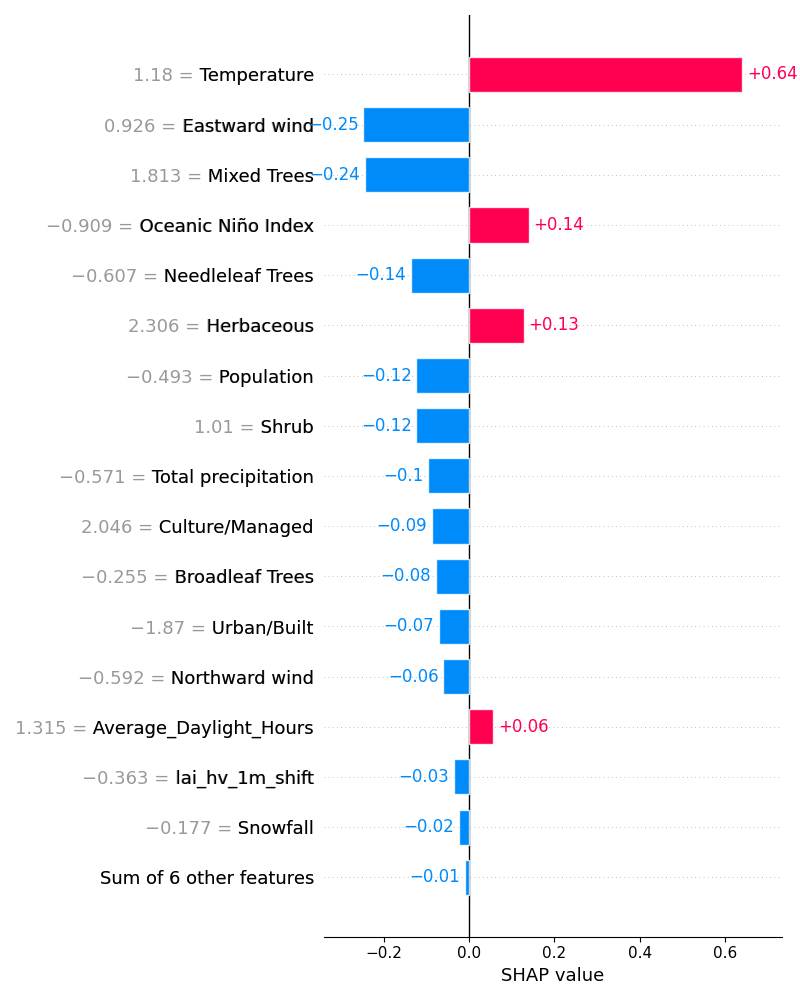 1.18 = Temperature +0.64
0.926 = Eastward wind −0.25
1.813 = Mixed Trees −0.24
−0.909 = Oceanic Niño Index +0.14
−0.607 = Needleleaf Trees −0.14
2.306 = Herbaceous +0.13
−0.493 = Population −0.12
1.01 = Shrub −0.12
−0.571 = Total precipitation −0.1
2.046 = Culture/Managed −0.09
−0.255 = Broadleaf Trees −0.08
−1.87 = Urban/Built −0.07
−0.592 = Northward wind −0.06
1.315 = Average_Daylight_Hours +0.06
−0.363 = lai_hv_1m_shift −0.03
−0.177 = Snowfall −0.02
Sum of 6 other features −0.01
−0.2 0.0 0.2 0.4 0.6
SHAP value